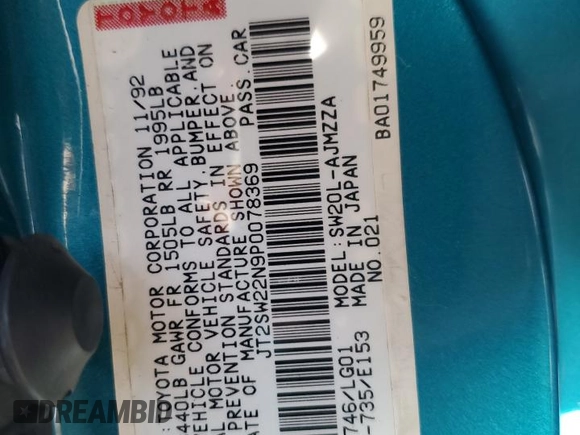 TOYOTA
TOYOTA
TOYOTA MOTOR CORPORATION 11/92
440LB GAWR FR 1505LB RR 1995LB
VEHICLE CONFORMS TO ALL APPLICABLE
MOTOR VEHICLE SAFETY, BUMPER, AND
PREVENTION STANDARDS IN EFFECT ON
DATE OF MANUFACTURE SHOWN ABOVE.
JT2SW22N9P0078369 PASS. CAR
746/LG01 MODEL: SW20L-AJMZZA
-735/E153 MADE IN JAPAN
NO. 021 BA01749959
DREAMBID